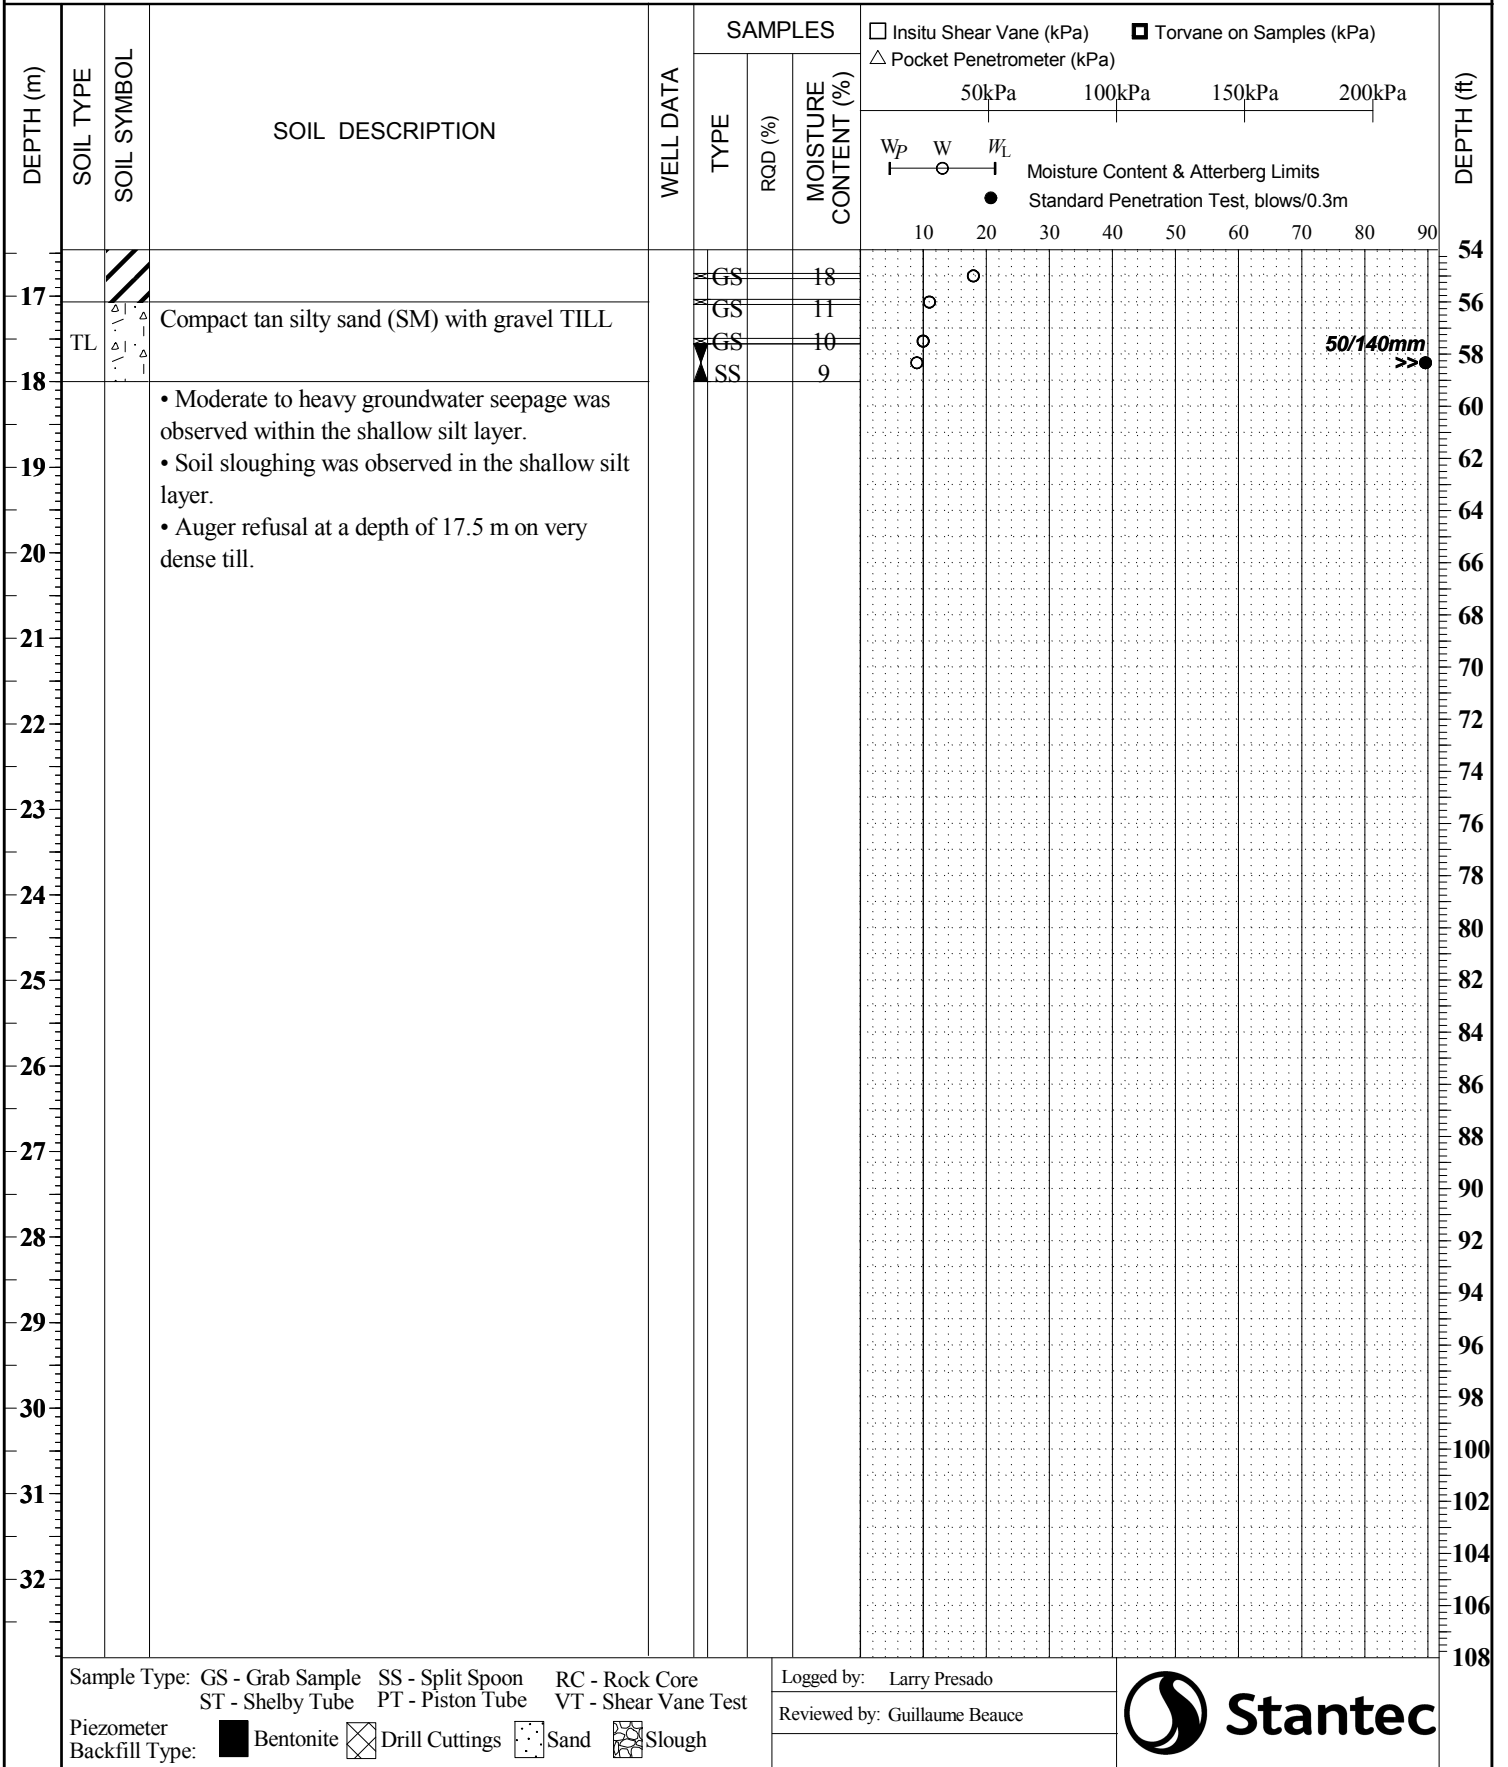 SAMPLES
Insitu Shear Vane (kPa) Torvane on Samples (kPa)
Pocket Penetrometer (kPa)
50kPa 100kPa 150kPa 200kPa
DEPTH (m) SOIL TYPE SOIL SYMBOL SOIL DESCRIPTION WELL DATA TYPE RQD (%) MOISTURE CONTENT (%) DEPTH (ft)
WP W WL
Moisture Content & Atterberg Limits
Standard Penetration Test, blows/0.3m
10 20 30 40 50 60 70 80 90
54
GS 18
17 56
GS 11
Compact tan silty sand (SM) with gravel TILL
TL GS 10 50/140mm
58
>>
SS 9
18
• Moderate to heavy groundwater seepage was
60
observed within the shallow silt layer.
19 • Soil sloughing was observed in the shallow silt 62
layer.
64
• Auger refusal at a depth of 17.5 m on very
20 dense till.
66
68
21
70
22 72
74
23
76
24 78
80
25 82
84
26
86
27 88
90
28 92
94
29
96
30 98
100
31 102
104
32
106
108
Sample Type: GS - Grab Sample SS - Split Spoon RC - Rock Core
ST - Shelby Tube PT - Piston Tube VT - Shear Vane Test
Piezometer
Backfill Type: Bentonite Drill Cuttings Sand Slough
Logged by: Larry Presado
Reviewed by: Guillaume Beauce
Stantec